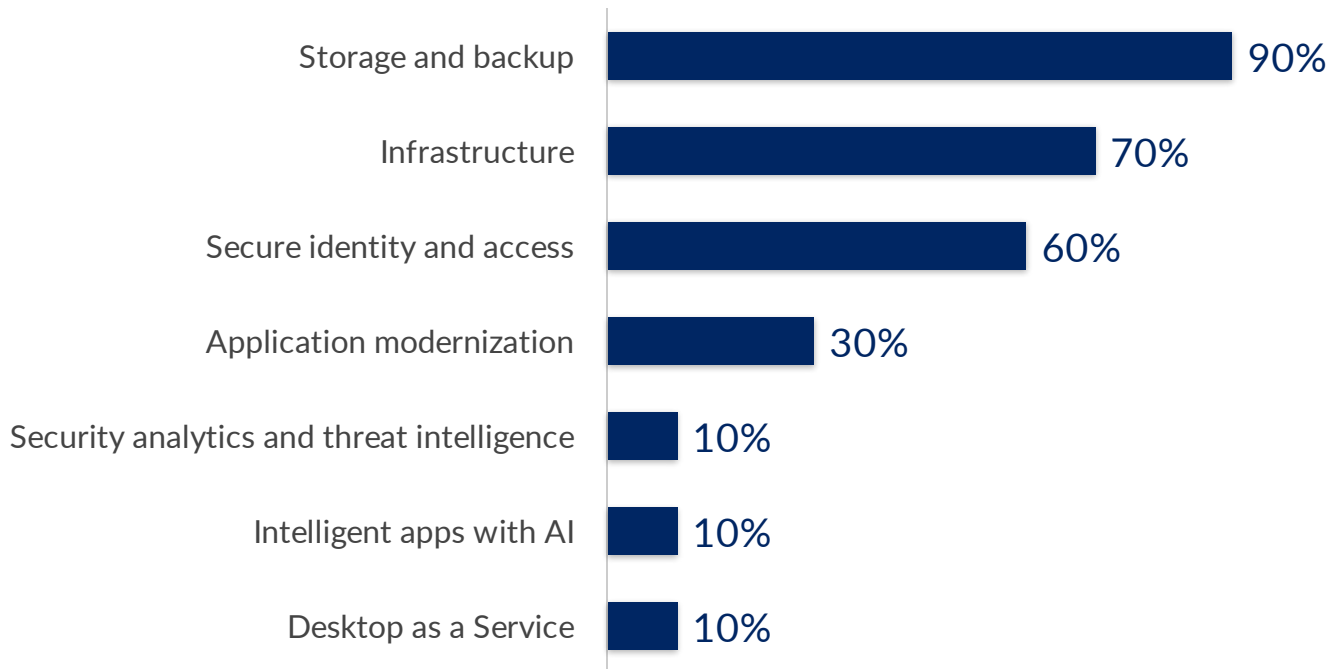 Storage and backup 90%
Infrastructure 70%
Secure identity and access 60%
Application modernization 30%
Security analytics and threat intelligence 10%
Intelligent apps with AI 10%
Desktop as a Service 10%